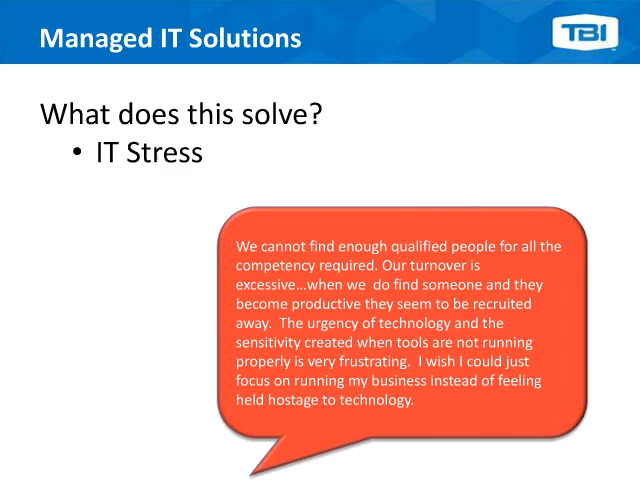 Managed IT Solutions
TBI
What does this solve?
• IT Stress
We cannot find enough qualified people for all the
competency required. Our turnover is
excessive…when we  do find someone and they
become productive they seem to be recruited
away.  The urgency of technology and the
sensitivity created when tools are not running
properly is very frustrating.  I wish I could just
focus on running my business instead of feeling
held hostage to technology.